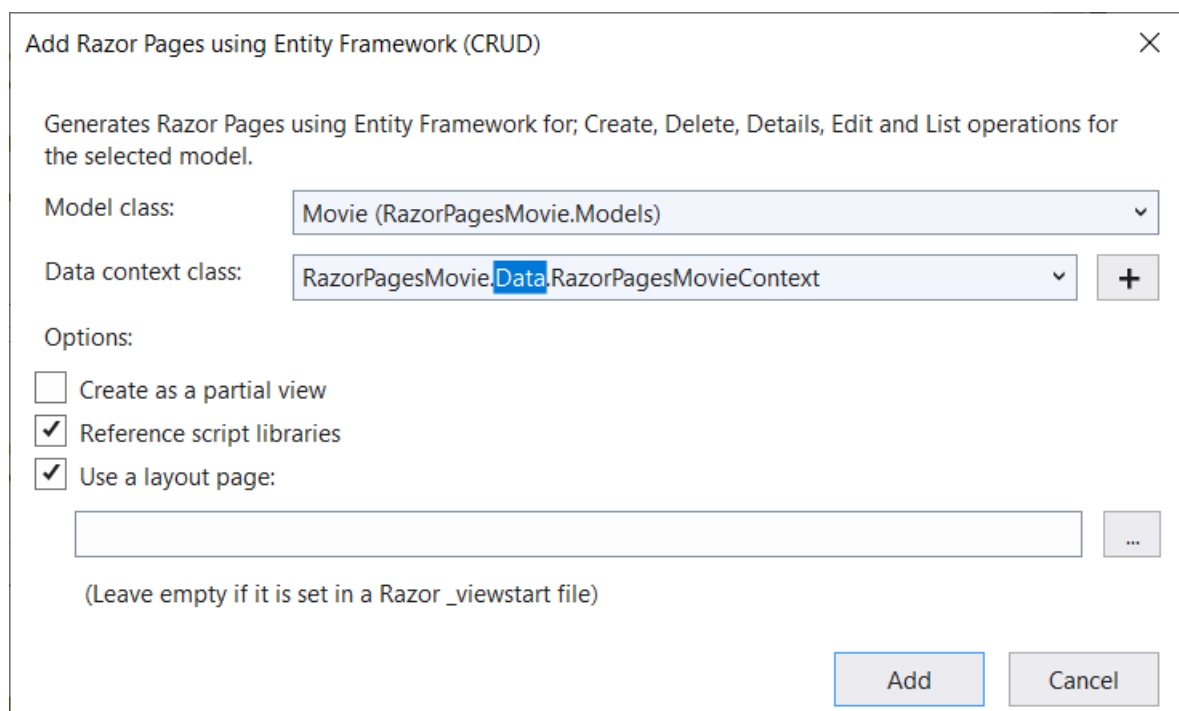 Add Razor Pages using Entity Framework (CRUD)
Generates Razor Pages using Entity Framework for; Create, Delete, Details, Edit and List operations for
the selected model.
Model class:
Movie (RazorPagesMovie.Models)
Data context class:
RazorPagesMovie.Data.RazorPagesMovieContext
+
Options:
Create as a partial view
Reference script libraries
Use a layout page:
...
(Leave empty if it is set in a Razor _viewstart file)
Add
Cancel